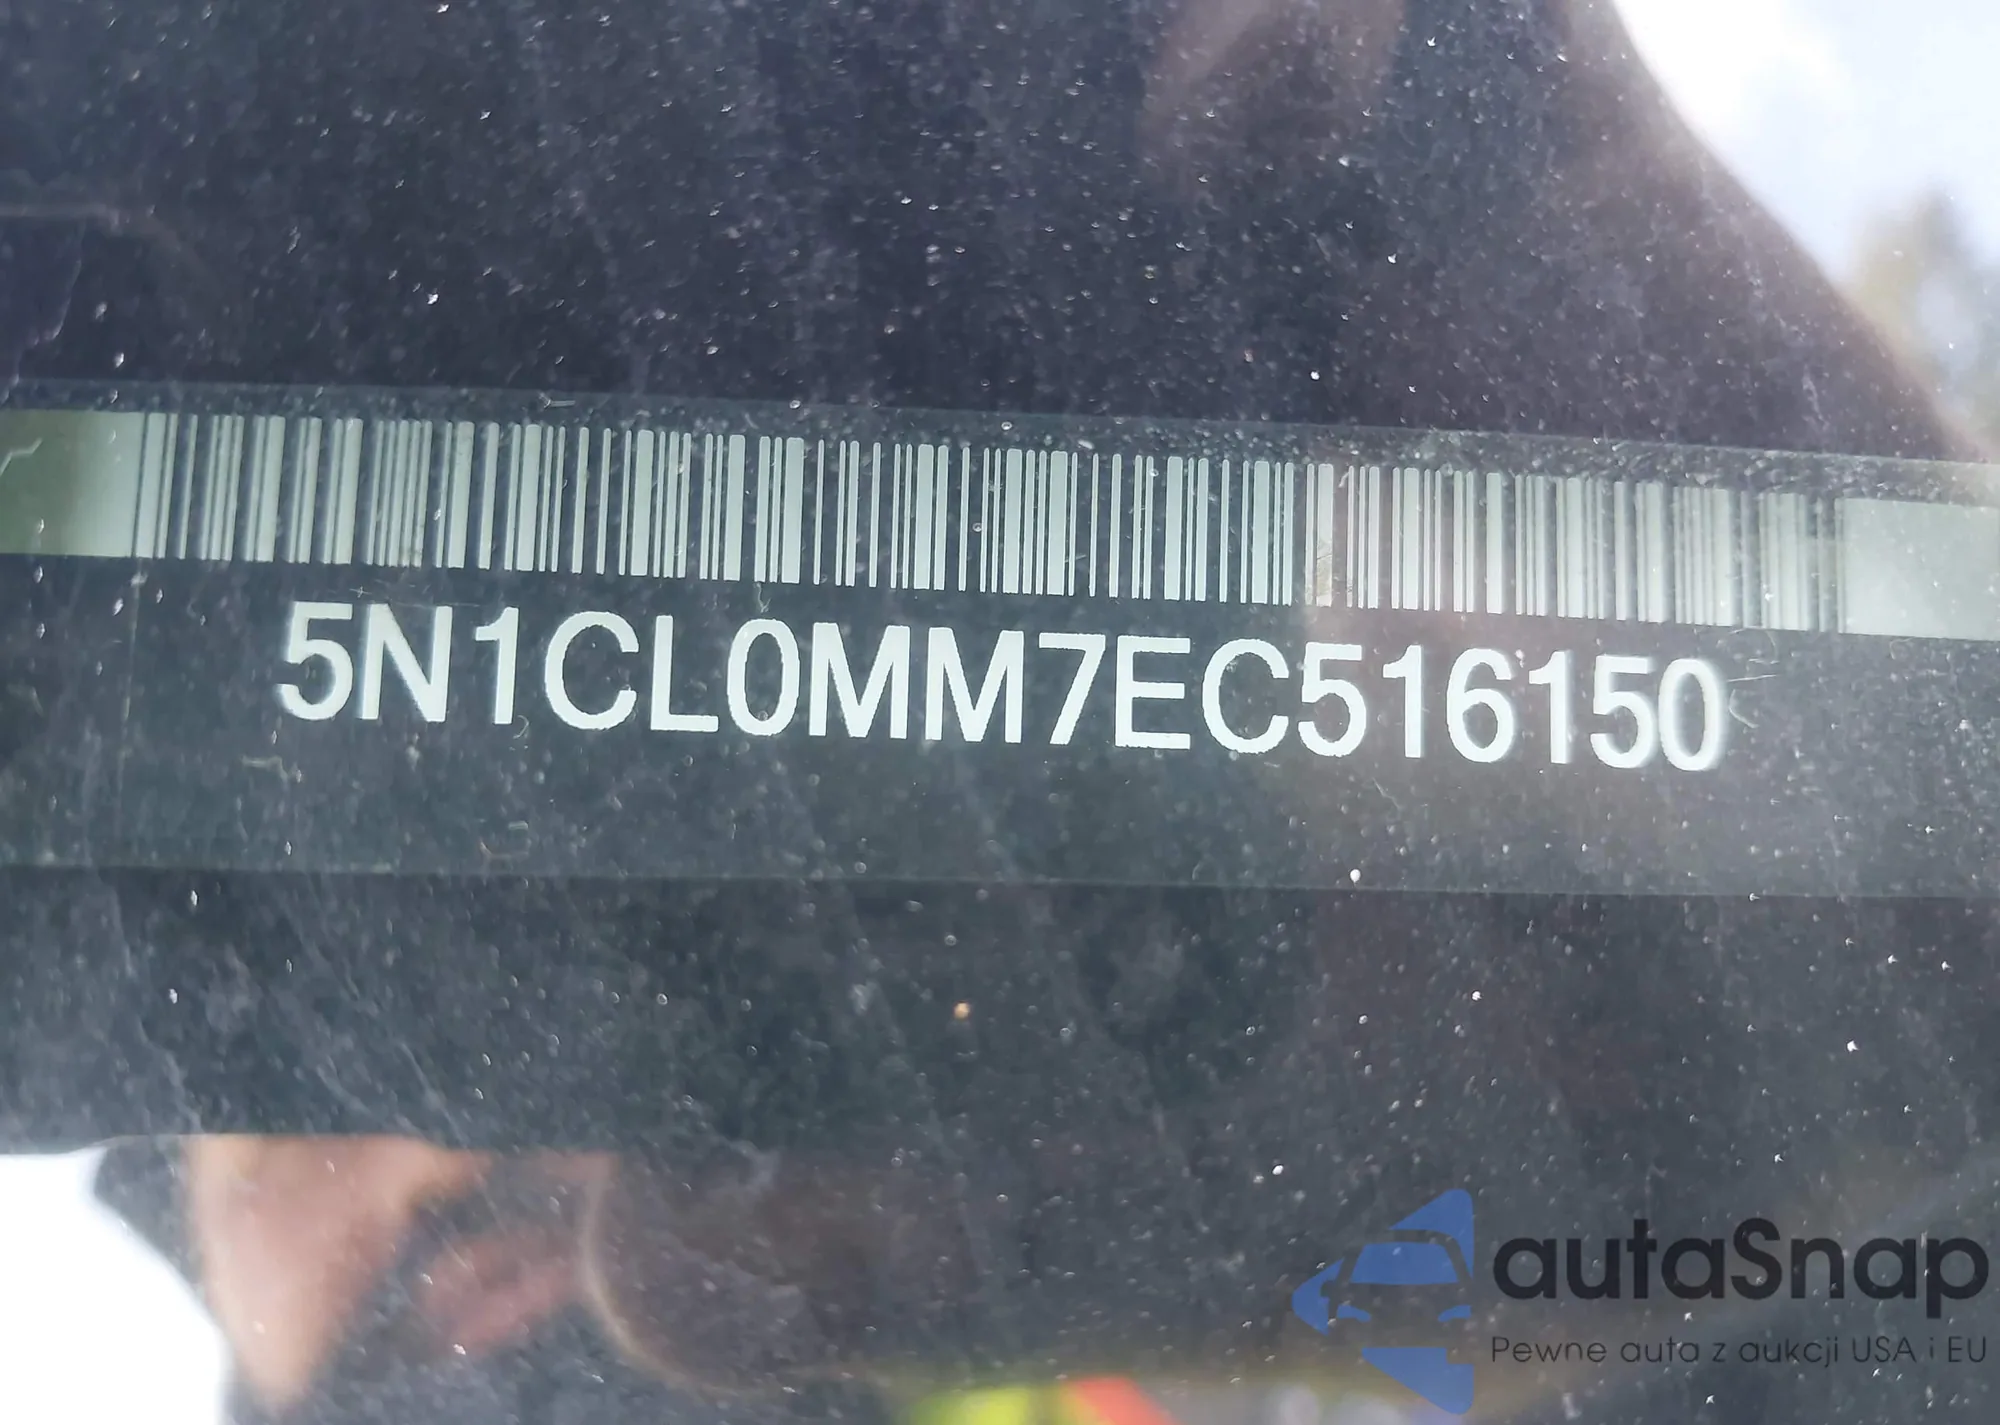 5N1CL0MM7EC516150
autaSnap
Pewne auta z aukcji USA i EU